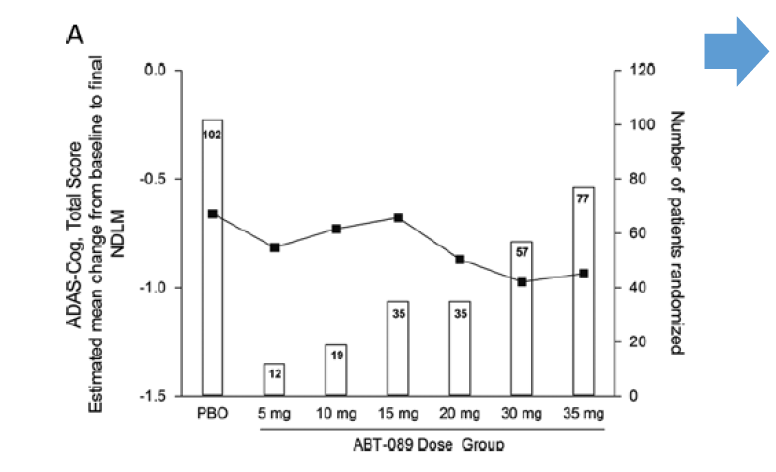 A
ADAS-Cog, Total Score
Estimated mean change from baseline to final
NDLM
0.0
-0.5
-1.0
-1.5
120
100
80
60
40
20
0
Number of patients randomized
102
12
19
35
35
57
77
PBO
5 mg
10 mg
15 mg
20 mg
30 mg
35 mg
ABT-089 Dose Group